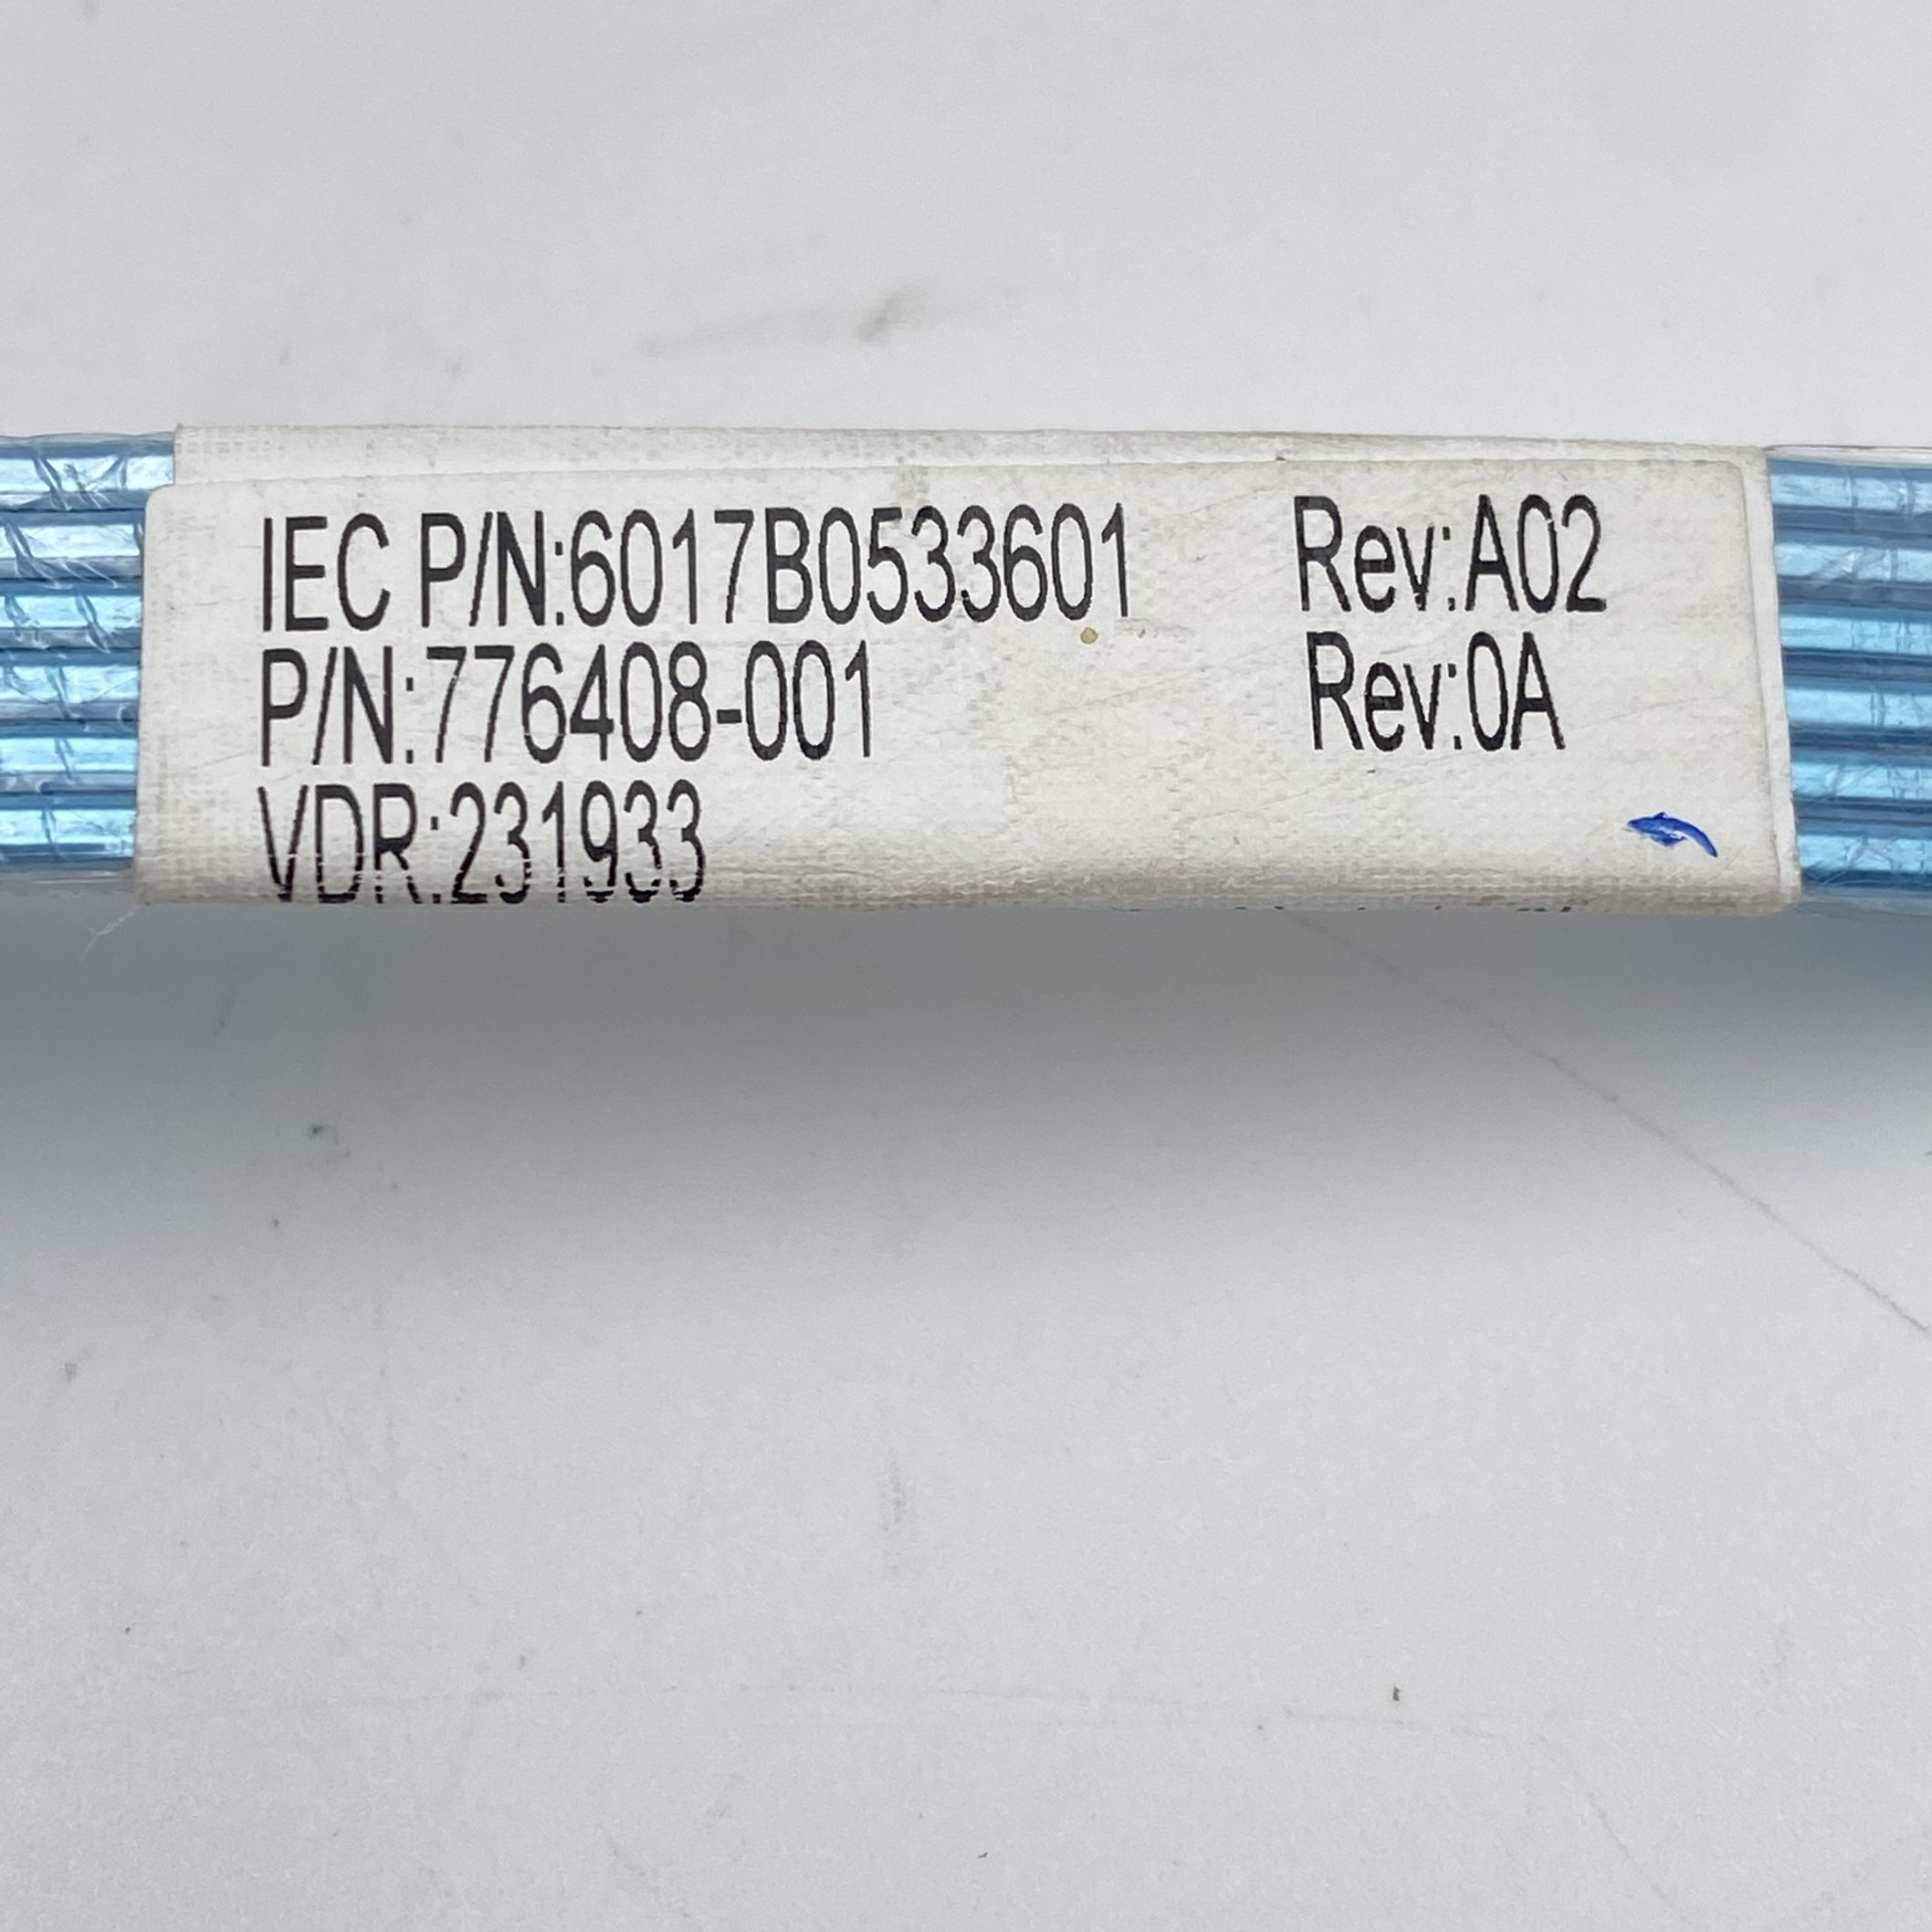 IEC P/N:6017B0533601 Rev:A02
P/N:776408-001 Rev:0A
VDR:231933